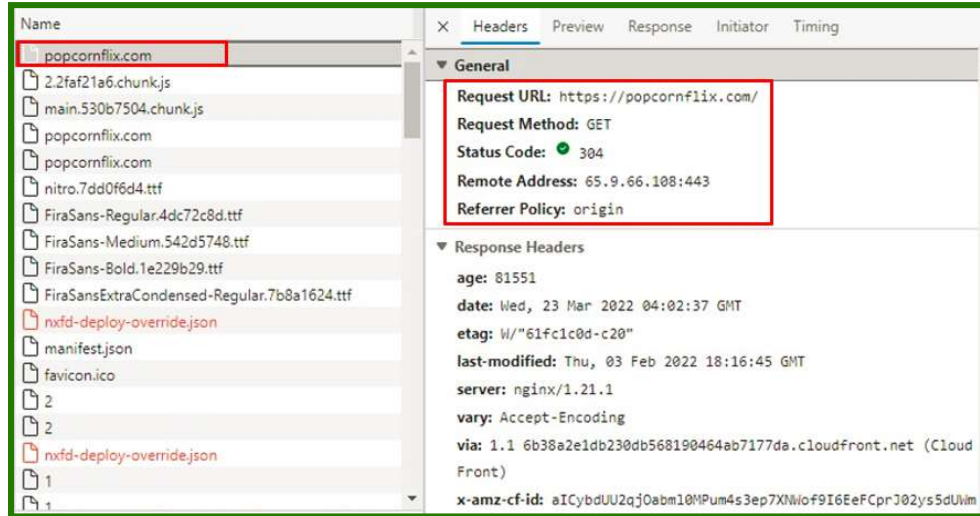 Name
popcornflix.com
2.2faf21a6.chunk.js
main.530b7504.chunk.js
popcornflix.com
popcornflix.com
nitro.7dd0f6d4.ttf
FiraSans-Regular.4dc72c8d.ttf
FiraSans-Medium.542d5748.ttf
FiraSans-Bold.1e229b29.ttf
FiraSansExtraCondensed-Regular.7b8a1624.ttf
nxfd-deploy-override.json
manifest.json
favicon.ico
2
2
nxfd-deploy-override.json
1
1
× Headers Preview Response Initiator Timing
▼ General
Request URL: https://popcornflix.com/
Request Method: GET
Status Code: 304
Remote Address: 65.9.66.108:443
Referrer Policy: origin
▼ Response Headers
age: 81551
date: Wed, 23 Mar 2022 04:02:37 GMT
etag: W/"61fc1c0d-c20"
last-modified: Thu, 03 Feb 2022 18:16:45 GMT
server: nginx/1.21.1
vary: Accept-Encoding
via: 1.1 6b38a2e1db230db568190464ab7177da.cloudfront.net (Cloud
Front)
x-amz-cf-id: aICybdUU2qjOabml0MPum4s3ep7XNWof9I6EeFCprJ02ys5dUWm